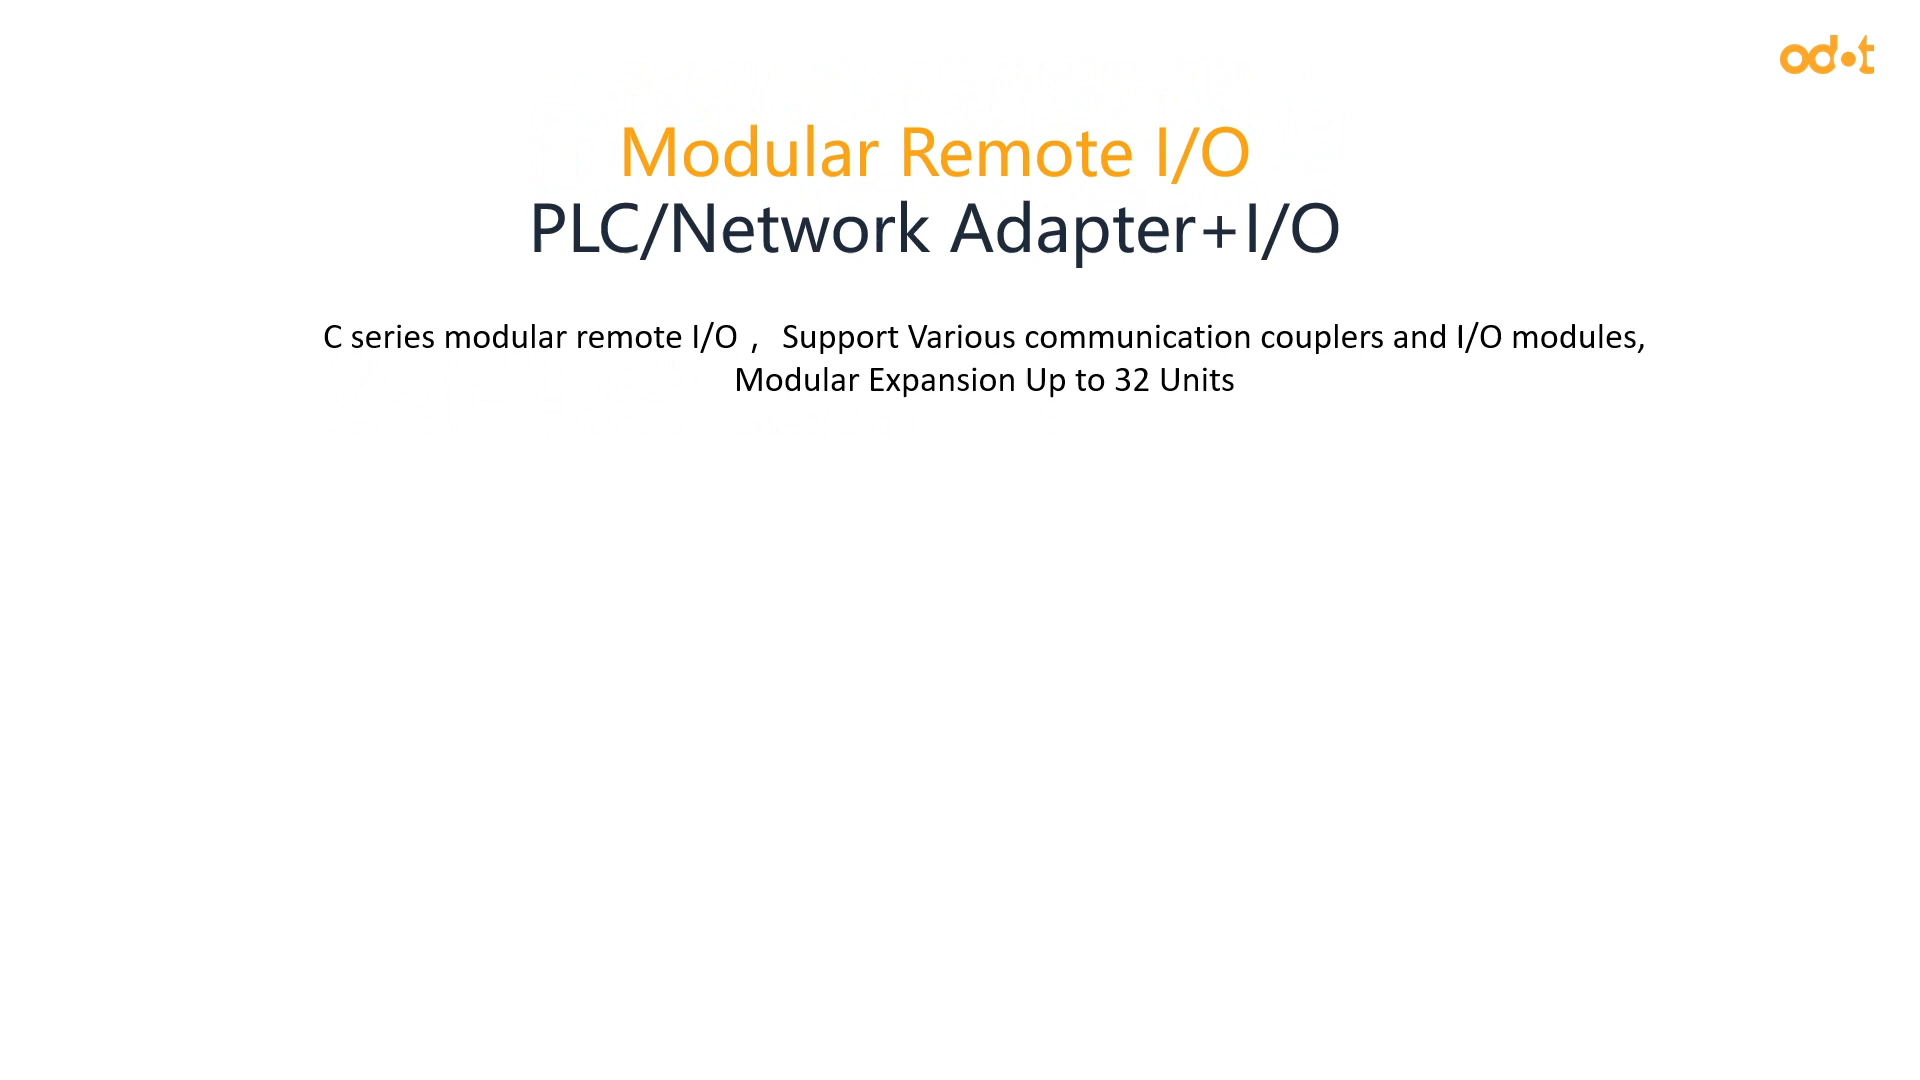 od•t
Modular Remote I/O
PLC/Network Adapter+I/O
C series modular remote I/O， Support Various communication couplers and I/O modules,
Modular Expansion Up to 32 Units